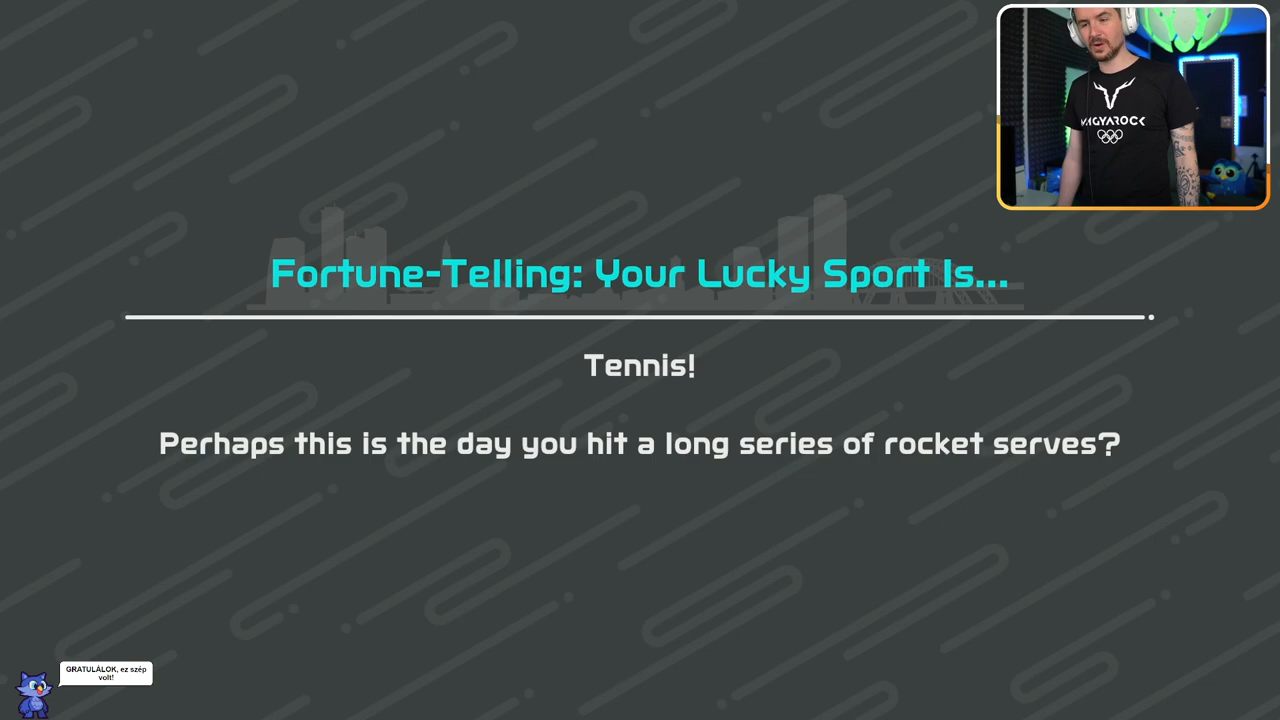 MAGYAROCK
Fortune-Telling: Your Lucky Sport Is...
Tennis!
Perhaps this is the day you hit a long series of rocket serves?
GRATULÁLOK, ez szép
volt!